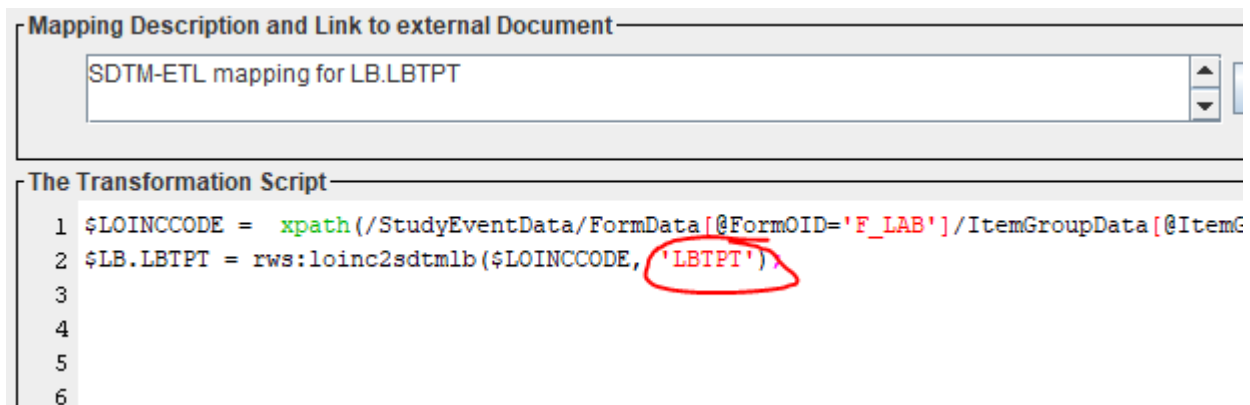 Mapping Description and Link to external Document
SDTM-ETL mapping for LB.LBTPT
The Transformation Script
1 $LOINCCODE = xpath(/StudyEventData/FormData[@FormOID='F_LAB']/ItemGroupData[@ItemG
2 $LB.LBTPT = rws:loinc2sdtmlb($LOINCCODE, 'LBTPT');
3
4
5
6